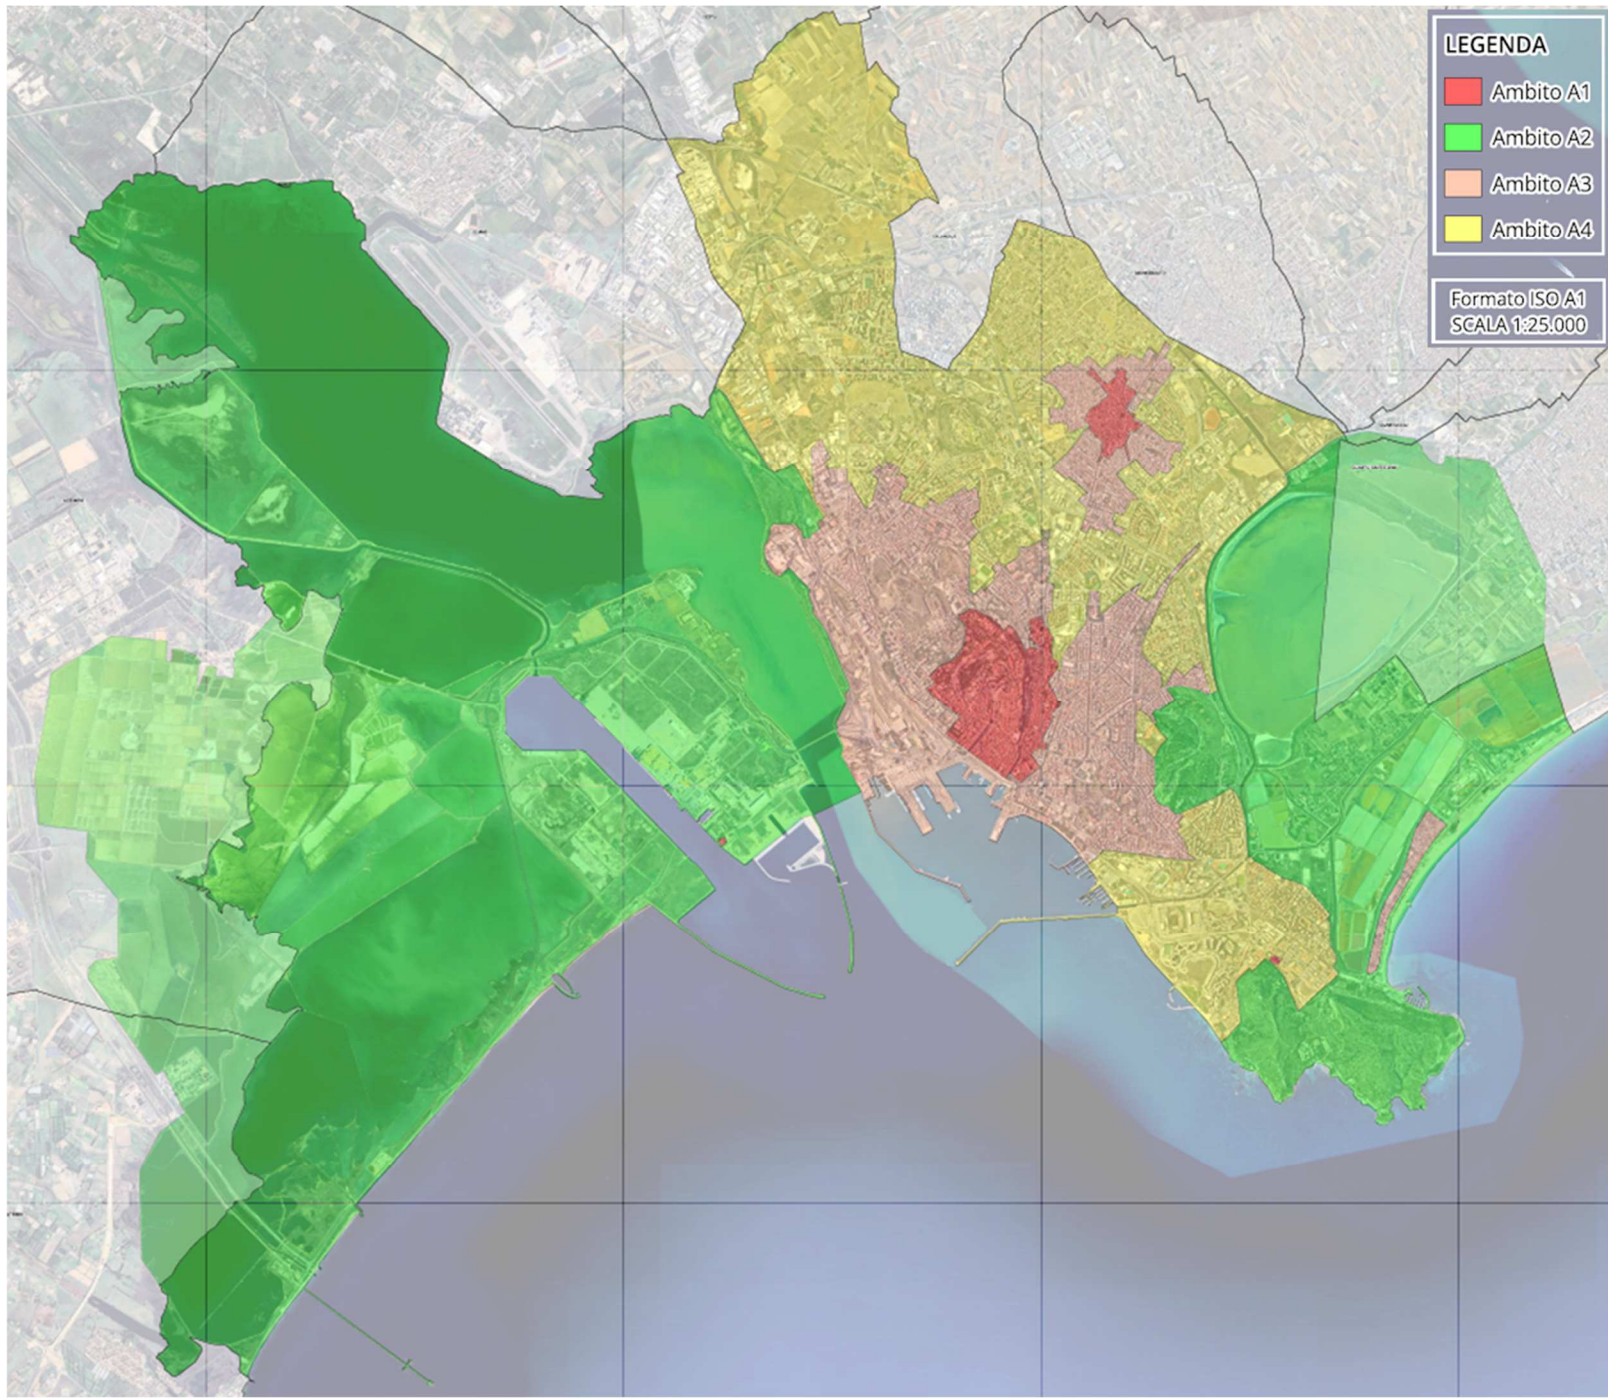 LEGENDA
Ambito A1
Ambito A2
Ambito A3
Ambito A4
Formato ISO A1
SCALA 1:25.000